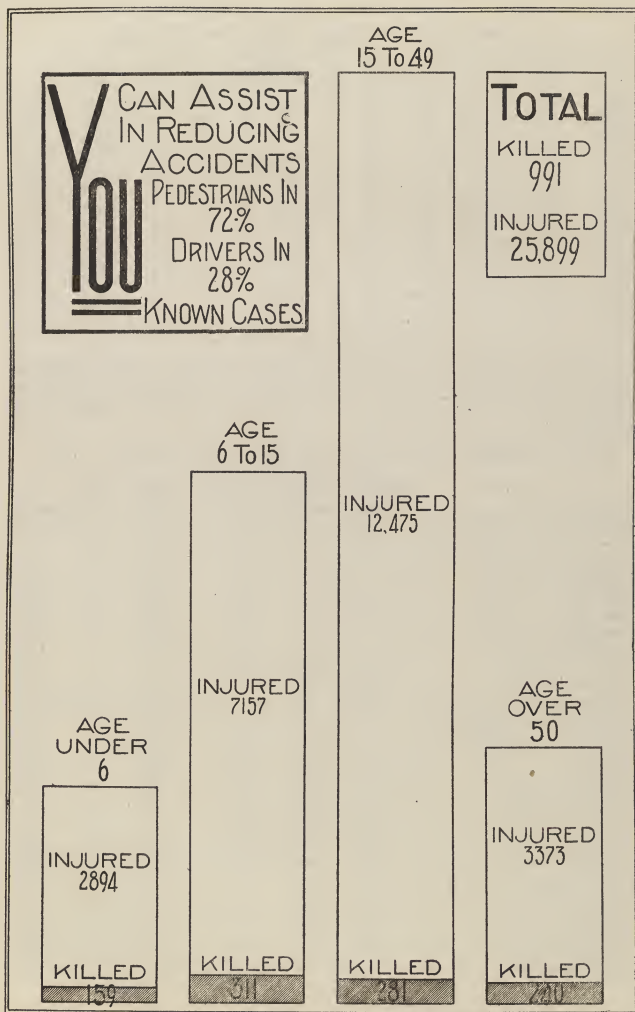 YOU CAN ASSIST
IN REDUCING
ACCIDENTS
PEDESTRIANS IN
72%
DRIVERS IN
28%
KNOWN CASES
AGE
15 TO 49
TOTAL
KILLED
991
INJURED
25,899
AGE
UNDER
6
INJURED
2894
KILLED
159
AGE
6 TO 15
INJURED
7157
KILLED
311
INJURED
12,475
KILLED
281
AGE
OVER
50
INJURED
3373
KILLED
240